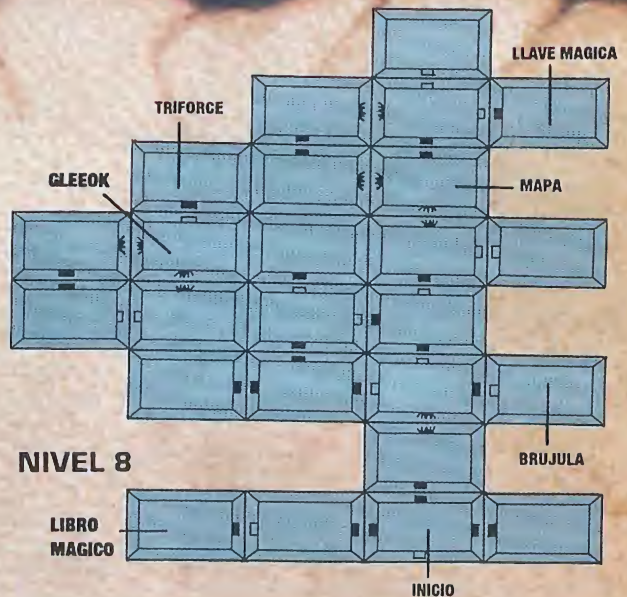 LLAVE MAGICA
TRIFORCE
GLEEOK
MAPA
NIVEL 8
BRUJULA
LIBRO
MAGICO
INICIO